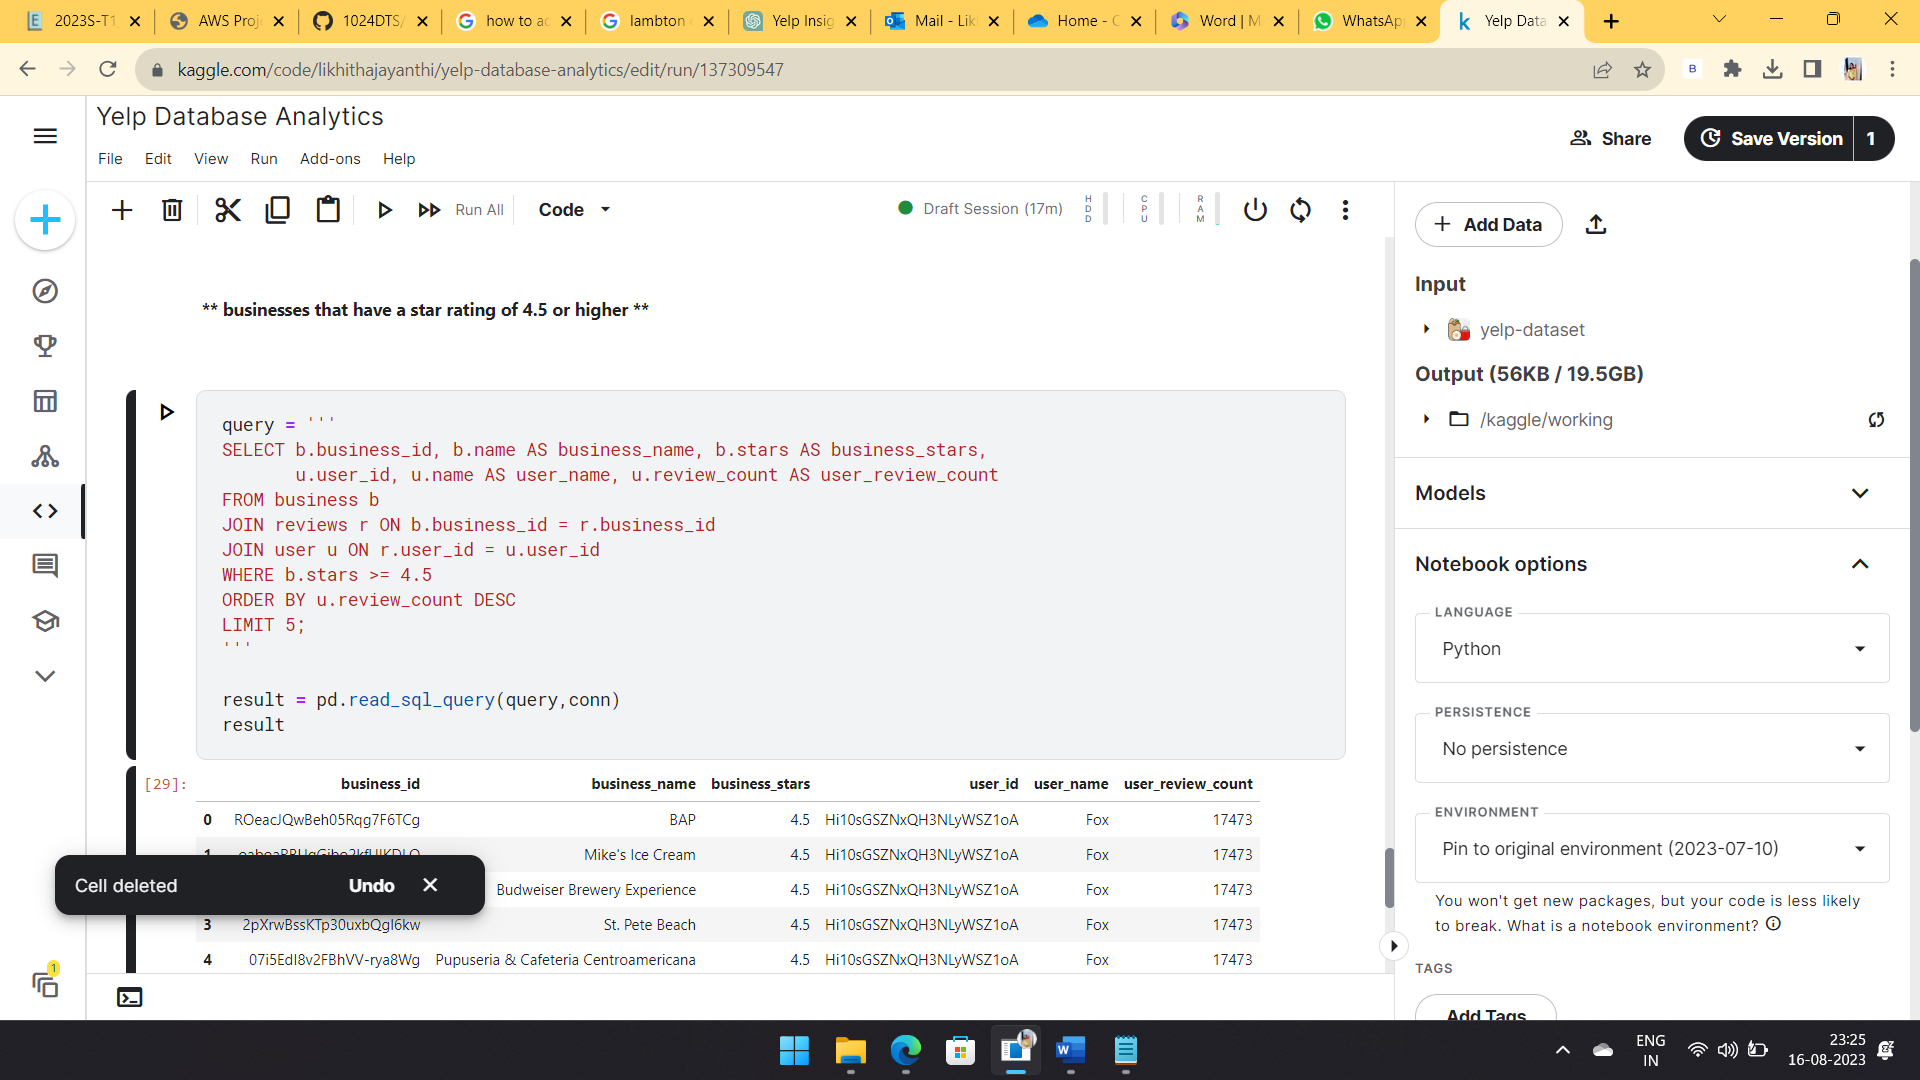 2023S-T1
AWS Proj
1024DTS/
how to ad
lambton
Yelp Insig
Mail - Lik
Home - C
Word | M
WhatsAp
Yelp Data
kaggle.com/code/likhithajayanthi/yelp-database-analytics/edit/run/137309547
B
Yelp Database Analytics
File Edit View Run Add-ons Help
Share
Save Version 1
Run All
Code
Draft Session (17m)
HDD
CPU
RAM
Add Data
Input
yelp-dataset
Output (56KB / 19.5GB)
/kaggle/working
Models
Notebook options
LANGUAGE
Python
PERSISTENCE
No persistence
ENVIRONMENT
Pin to original environment (2023-07-10)
You won't get new packages, but your code is less likely
to break. What is a notebook environment?
TAGS
Add Tags
** businesses that have a star rating of 4.5 or higher **
query = '''
SELECT b.business_id, b.name AS business_name, b.stars AS business_stars,
u.user_id, u.name AS user_name, u.review_count AS user_review_count
FROM business b
JOIN reviews r ON b.business_id = r.business_id
JOIN user u ON r.user_id = u.user_id
WHERE b.stars >= 4.5
ORDER BY u.review_count DESC
LIMIT 5;
'''
result = pd.read_sql_query(query,conn)
result
[29]:
business_id business_name business_stars user_id user_name user_review_count
0 ROeacJQwBeh05Rqg7F6TCg BAP 4.5 Hi10sGSZNxQH3NLyWSZ1oA Fox 17473
1 Mike's Ice Cream 4.5 Hi10sGSZNxQH3NLyWSZ1oA Fox 17473
Budweiser Brewery Experience 4.5 Hi10sGSZNxQH3NLyWSZ1oA Fox 17473
3 2pXrwBssKTp30uxbQgI6kw St. Pete Beach 4.5 Hi10sGSZNxQH3NLyWSZ1oA Fox 17473
4 07i5EdI8v2FBhVV-rya8Wg Pupuseria & Cafeteria Centroamericana 4.5 Hi10sGSZNxQH3NLyWSZ1oA Fox 17473
Cell deleted Undo
1
ENG
IN
23:25
16-08-2023